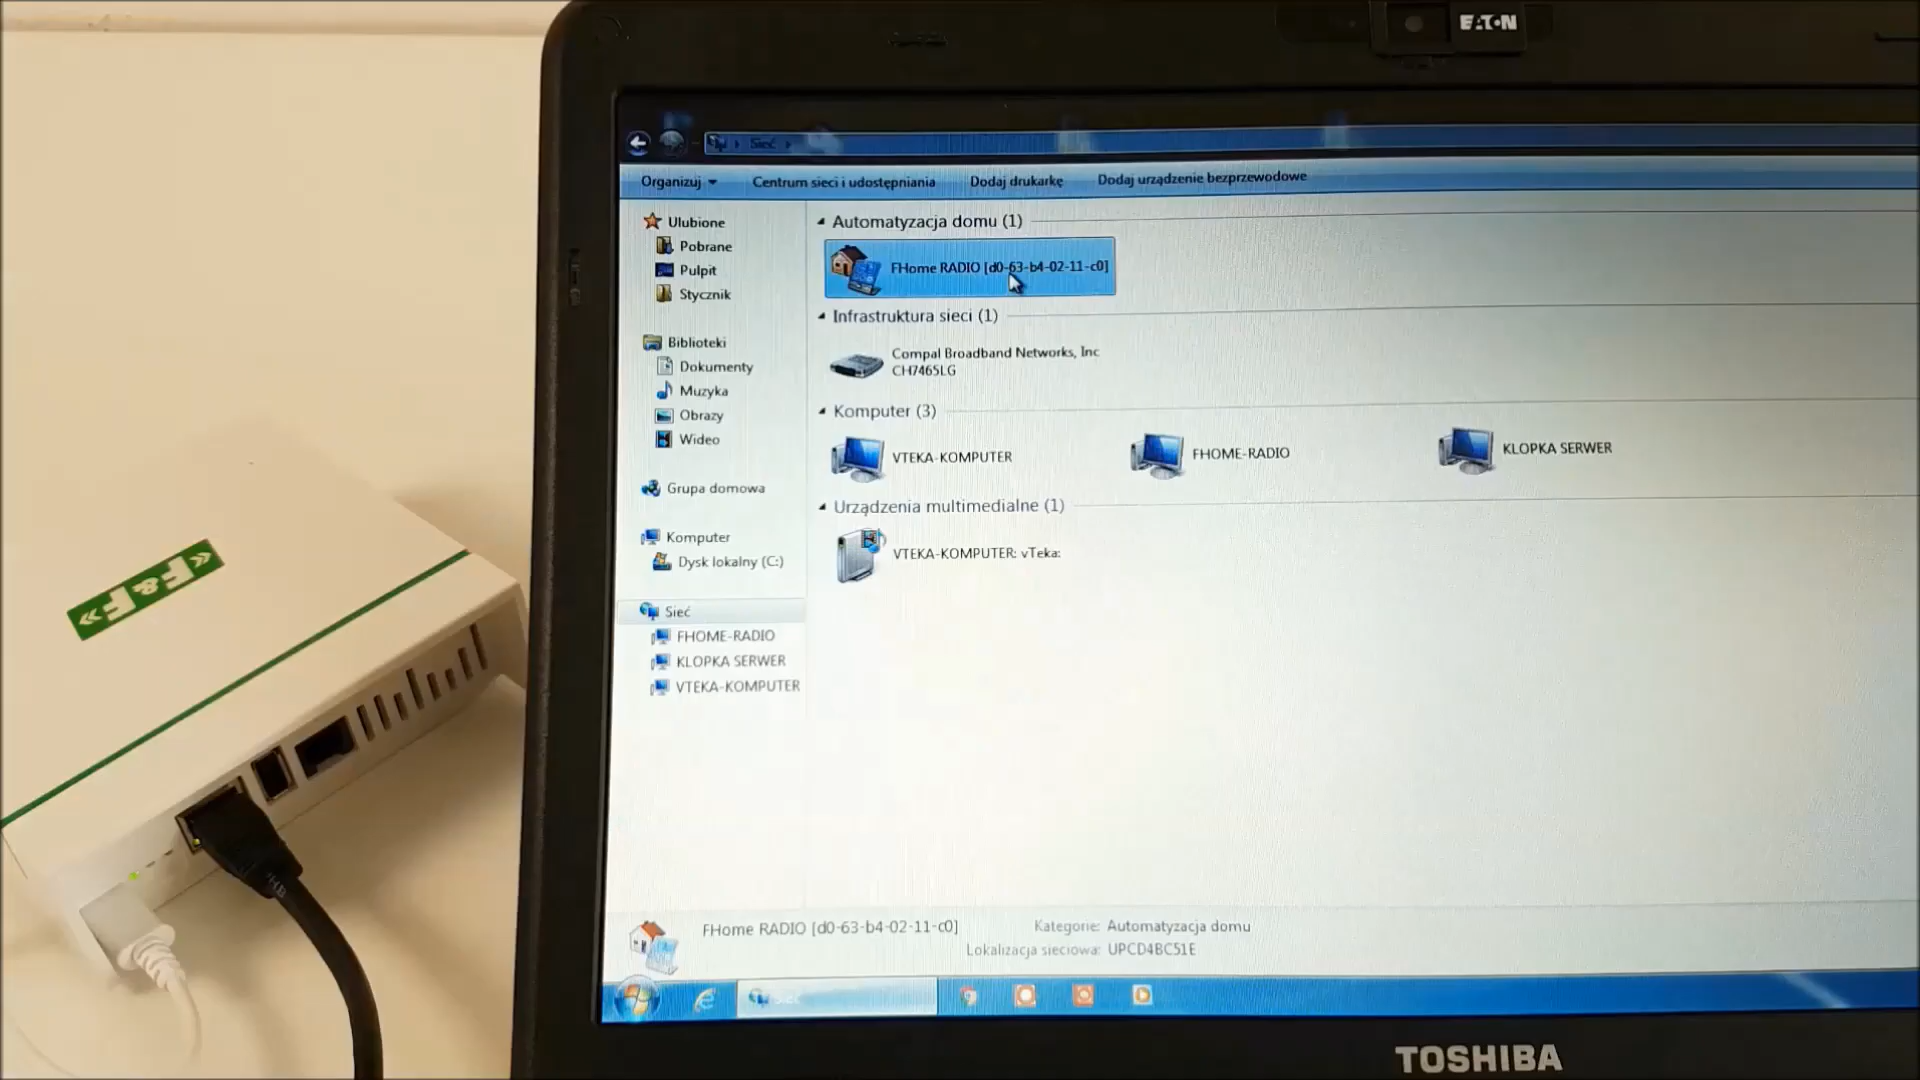 EATON
Sieć
Organizuj
Centrum sieci i udostępniania
Dodaj drukarkę
Dodaj urządzenie bezprzewodowe
Ulubione
Pobrane
Pulpit
Stycznik
Biblioteki
Dokumenty
Muzyka
Obrazy
Wideo
Grupa domowa
Komputer
Dysk lokalny (C:)
Sieć
FHOME-RADIO
KLOPKA SERWER
VTEKA-KOMPUTER
Automatyzacja domu (1)
FHome RADIO [d0-63-b4-02-11-c0]
Infrastruktura sieci (1)
Compal Broadband Networks, Inc
CH7465LG
Komputer (3)
VTEKA-KOMPUTER
FHOME-RADIO
KLOPKA SERWER
Urządzenia multimedialne (1)
VTEKA-KOMPUTER: vTeka:
FHome RADIO [d0-63-b4-02-11-c0]
Kategorie: Automatyzacja domu
Lokalizacja sieciowa: UPCD4BC51E
Sieć
«F&F»
TOSHIBA